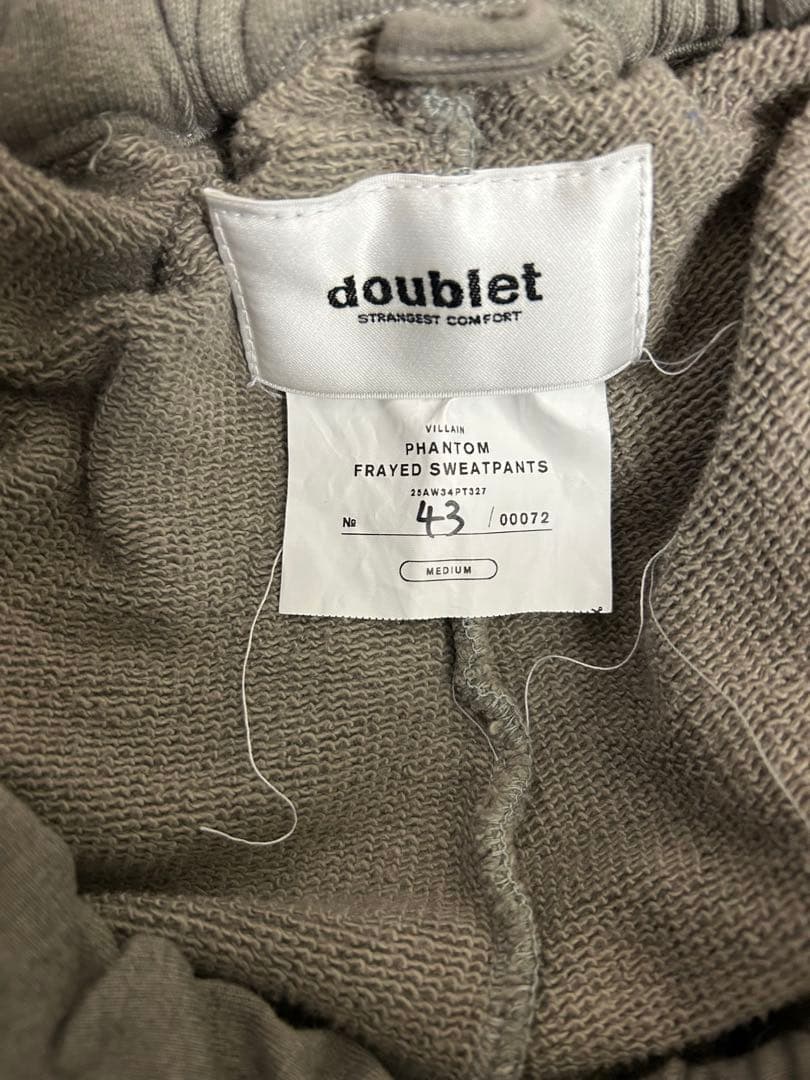 doublet
STRANGEST COMFORT
VILLAIN
PHANTOM
FRAYED SWEATPANTS
25AW34PT327
№ 43 / 00072
MEDIUM